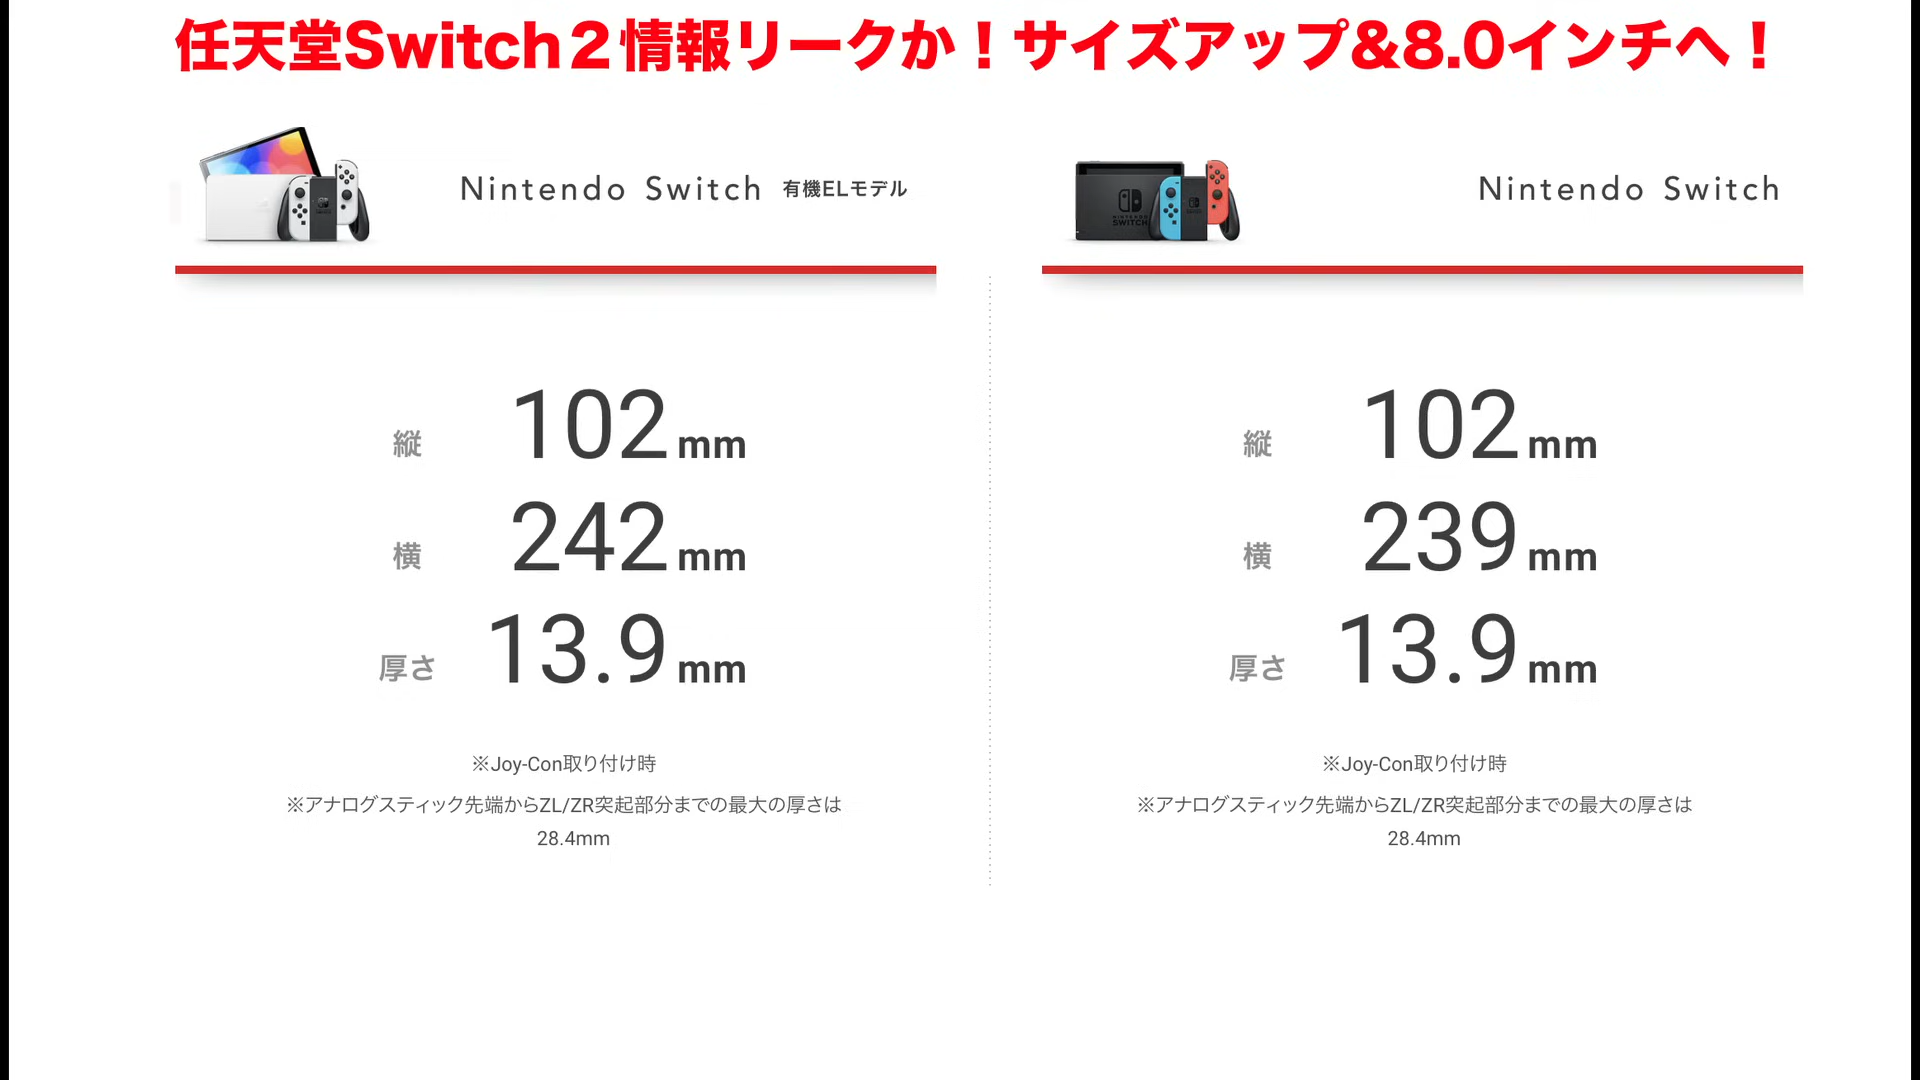 任天堂Switch２情報リークか！サイズアップ&8.0インチへ！
Nintendo Switch 有機ELモデル
Nintendo Switch
NINTENDO
SWITCH
縦 102mm
横 242mm
厚さ 13.9mm
※Joy-Con取り付け時
※アナログスティック先端からZL/ZR突起部分までの最大の厚さは
28.4mm
縦 102mm
横 239mm
厚さ 13.9mm
※Joy-Con取り付け時
※アナログスティック先端からZL/ZR突起部分までの最大の厚さは
28.4mm